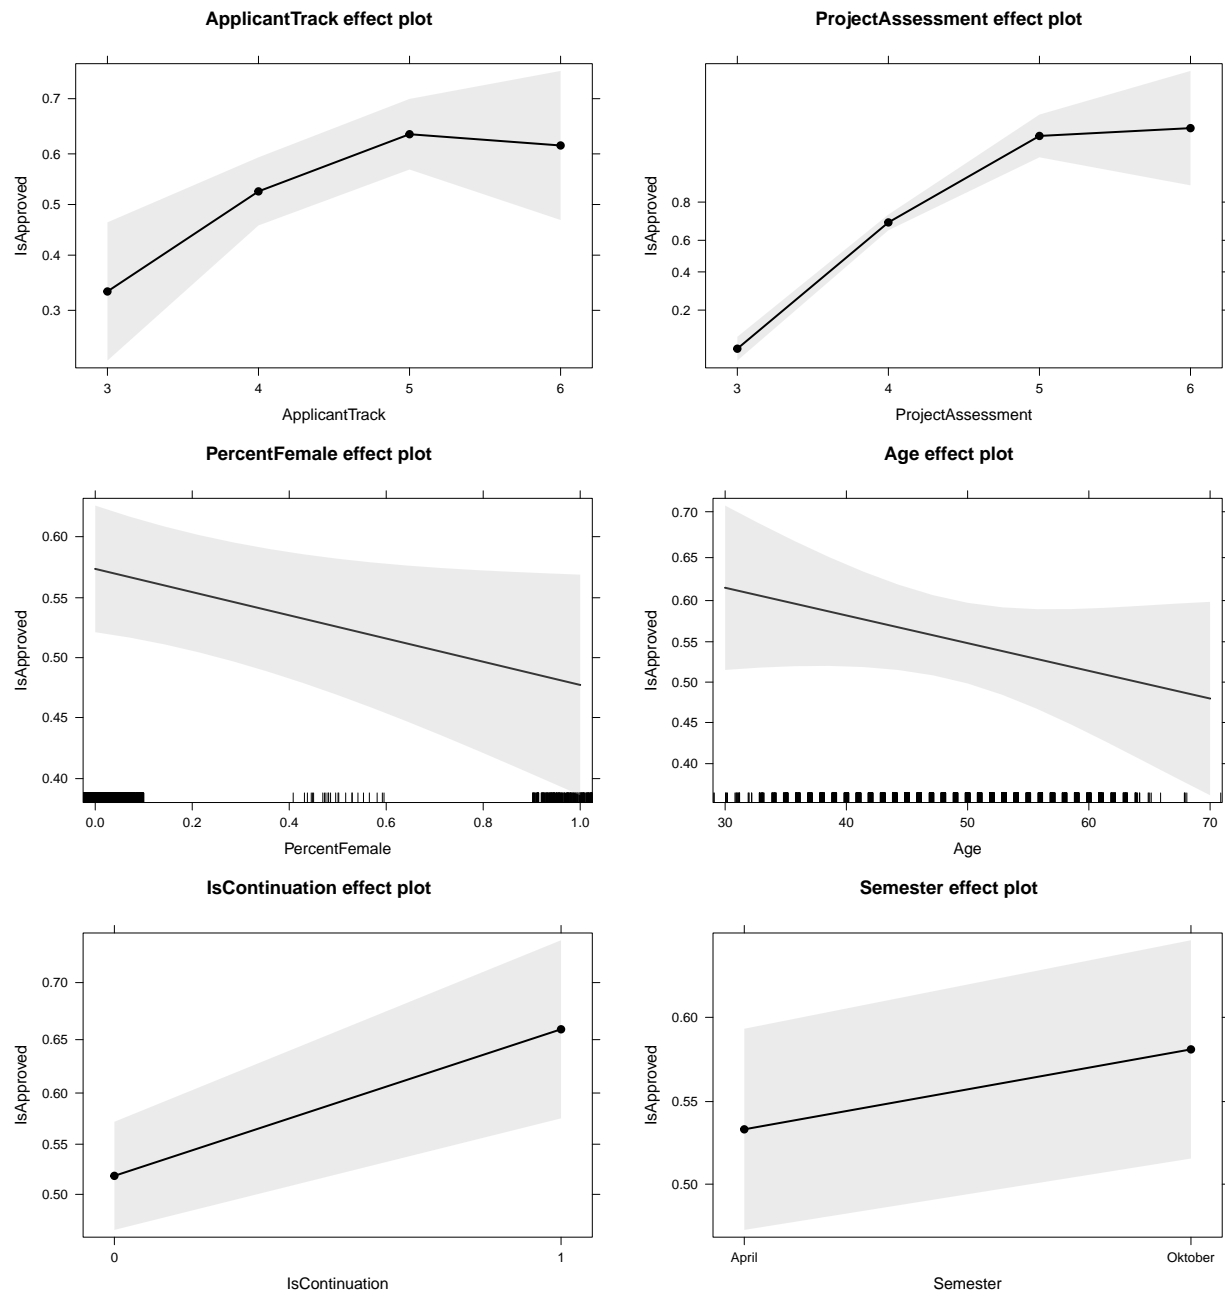 ApplicantTrack effect plot
IsApproved
0.7
0.6
0.5
0.4
0.3
3 4 5 6
ApplicantTrack
ProjectAssessment effect plot
IsApproved
0.8
0.6
0.4
0.2
3 4 5 6
ProjectAssessment
PercentFemale effect plot
IsApproved
0.60
0.55
0.50
0.45
0.40
0.0 0.2 0.4 0.6 0.8 1.0
PercentFemale
Age effect plot
IsApproved
0.70
0.65
0.60
0.55
0.50
0.45
0.40
30 40 50 60 70
Age
IsContinuation effect plot
IsApproved
0.70
0.65
0.60
0.55
0.50
0 1
IsContinuation
Semester effect plot
IsApproved
0.60
0.55
0.50
April Oktober
Semester